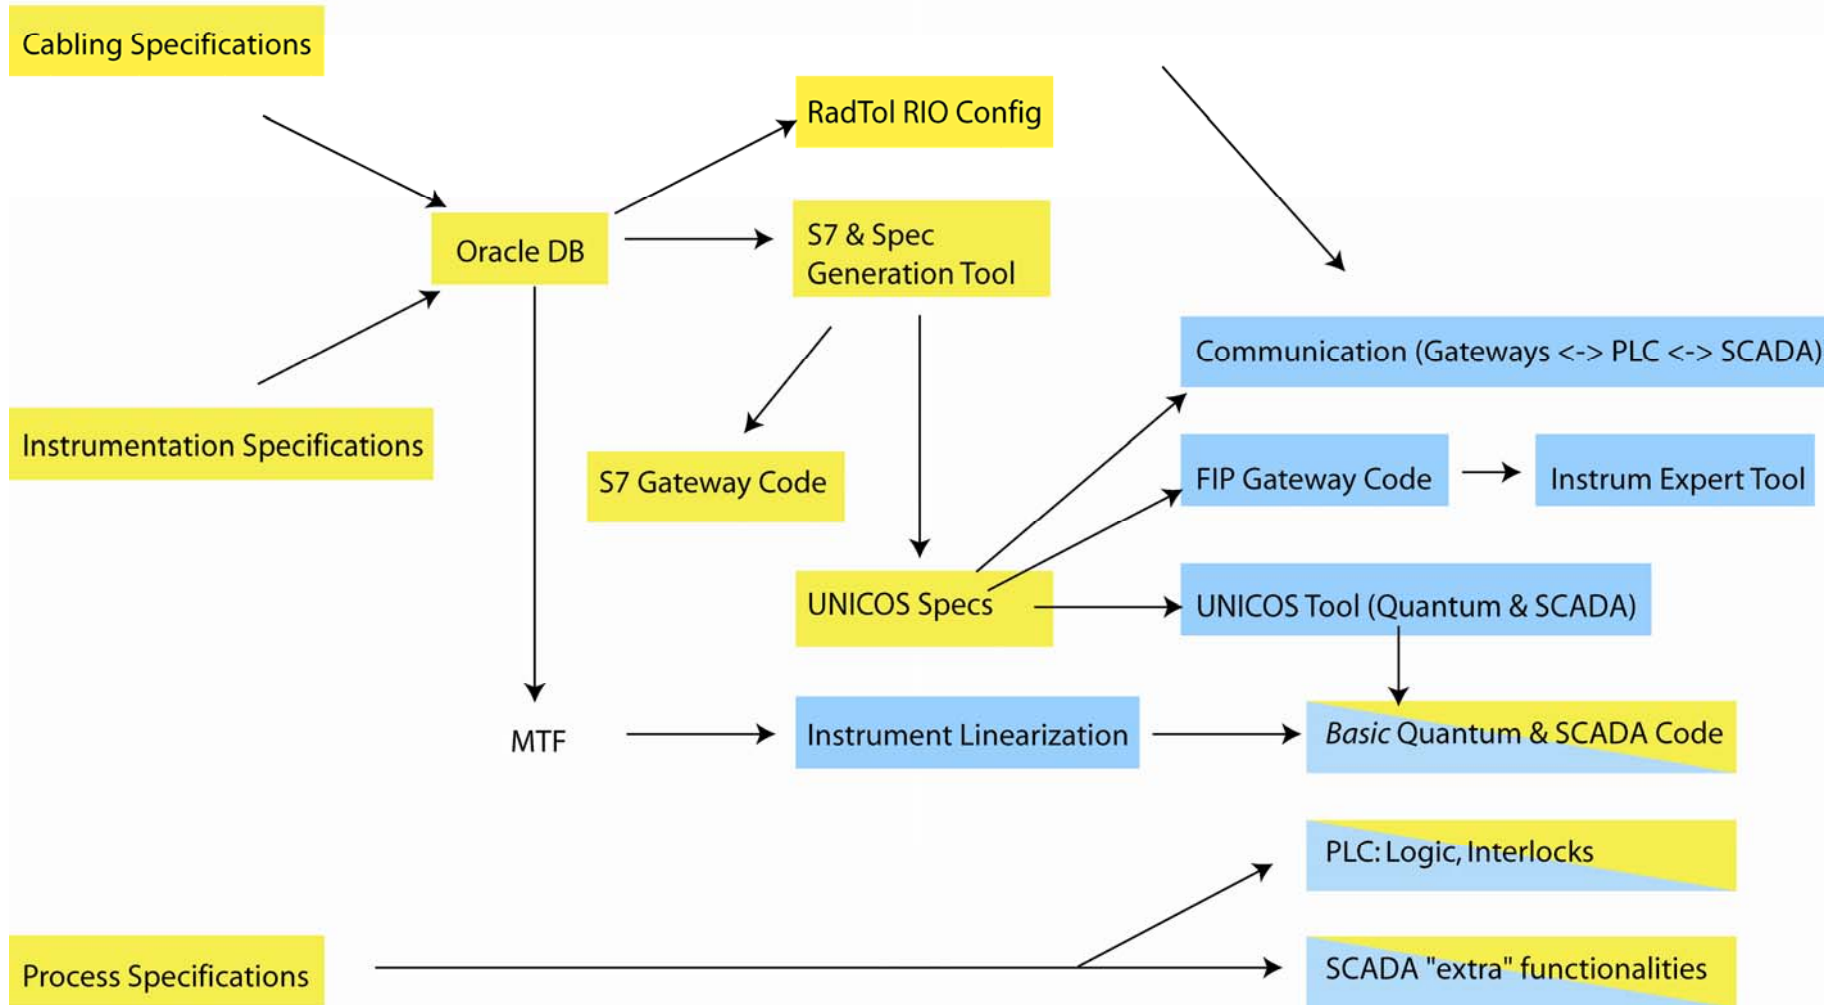 Cabling Specifications
RadTol RIO Config
Oracle DB
S7 & Spec
Generation Tool
Communication (Gateways <-> PLC <-> SCADA)
Instrumentation Specifications
S7 Gateway Code
FIP Gateway Code
Instrum Expert Tool
UNICOS Specs
UNICOS Tool (Quantum & SCADA)
MTF
Instrument Linearization
Basic Quantum & SCADA Code
PLC: Logic, Interlocks
Process Specifications
SCADA "extra" functionalities